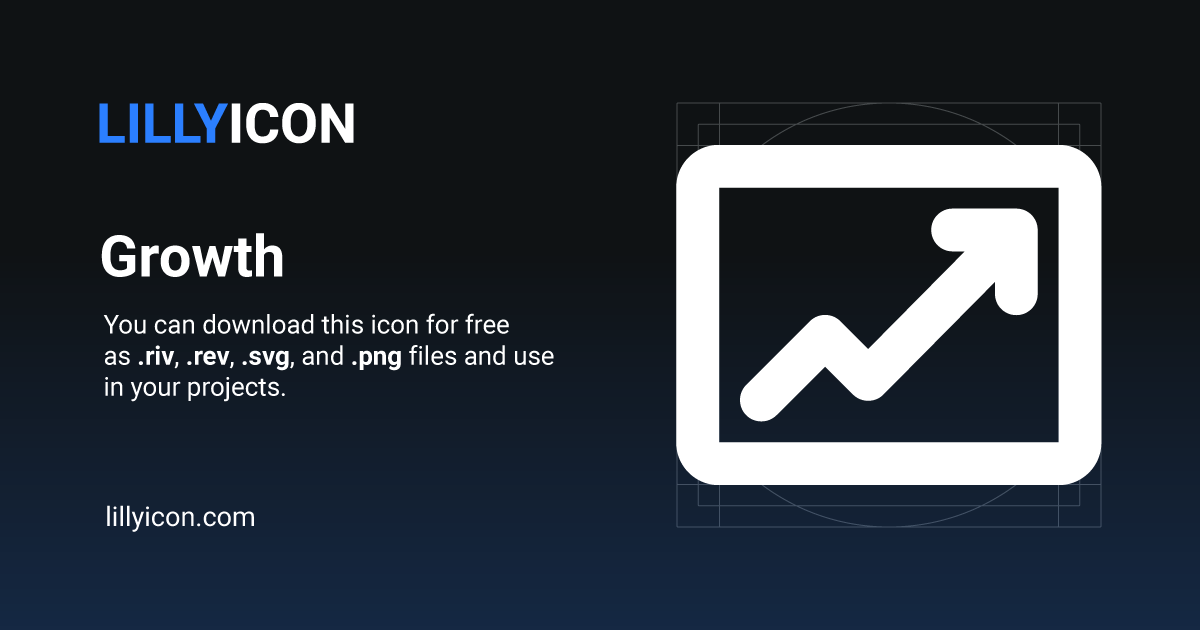 LILLYICON
Growth
You can download this icon for free
as .riv, .rev, .svg, and .png files and use
in your projects.
lillyicon.com